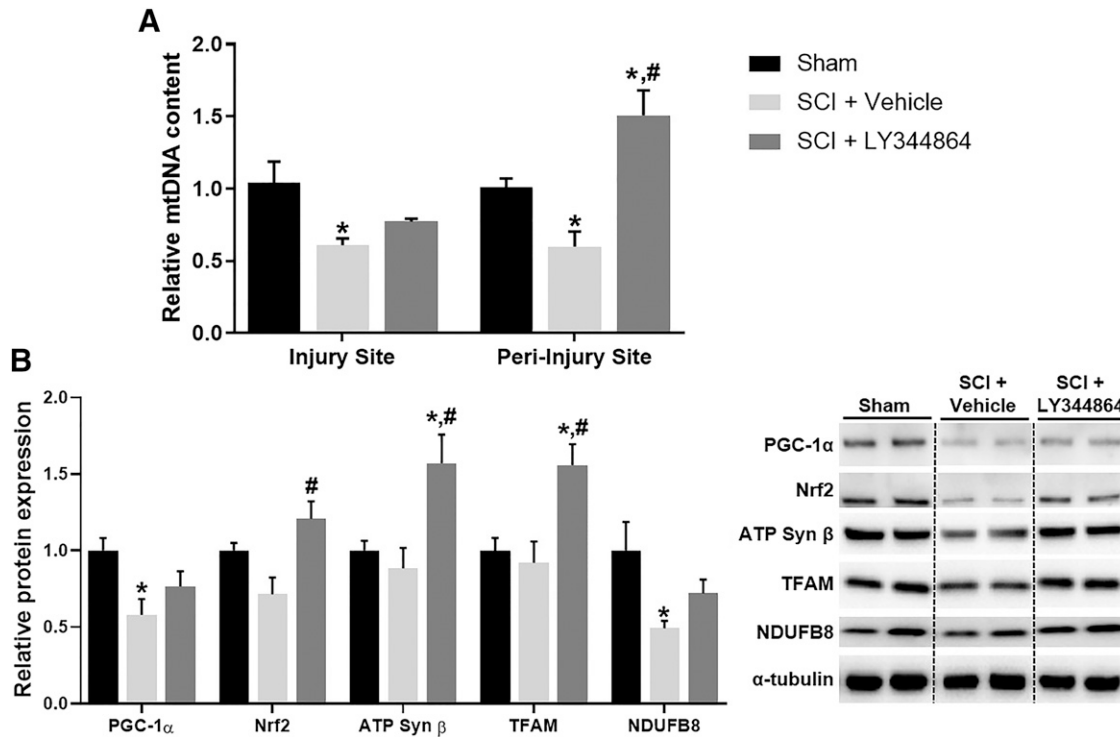 A
Relative mtDNA content
2.0
1.5
1.0
0.5
0.0
*
*
*,#
Injury Site
Peri-Injury Site
Sham
SCI + Vehicle
SCI + LY344864
B
Relative protein expression
2.0
1.5
1.0
0.5
0.0
*
#
*,#
*,#
*
PGC-1α
Nrf2
ATP Syn β
TFAM
NDUFB8
Sham
SCI +
Vehicle
SCI +
LY344864
PGC-1α
Nrf2
ATP Syn β
TFAM
NDUFB8
α-tubulin